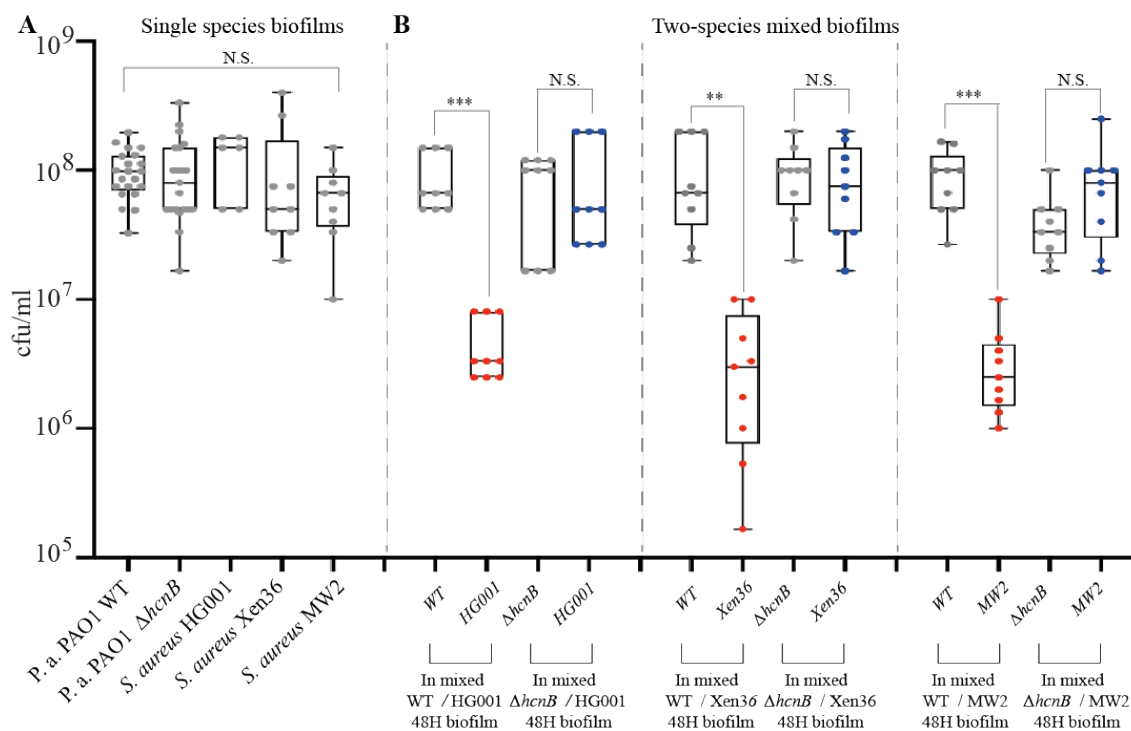 A
Single species biofilms
B
Two-species mixed biofilms
10⁹
10⁸
10⁷
10⁶
10⁵
cfu/ml
N.S.
***
N.S.
**
N.S.
***
N.S.
P. a. PAO1 WT
P. a. PAO1 ΔhcnB
S. aureus HG001
S. aureus Xen36
S. aureus MW2
WT
HG001
ΔhcnB
HG001
WT
Xen36
ΔhcnB
Xen36
WT
MW2
ΔhcnB
MW2
In mixed
WT / HG001
48H biofilm
In mixed
ΔhcnB / HG001
48H biofilm
In mixed
WT / Xen36
48H biofilm
In mixed
ΔhcnB / Xen36
48H biofilm
In mixed
WT / MW2
48H biofilm
In mixed
ΔhcnB / MW2
48H biofilm